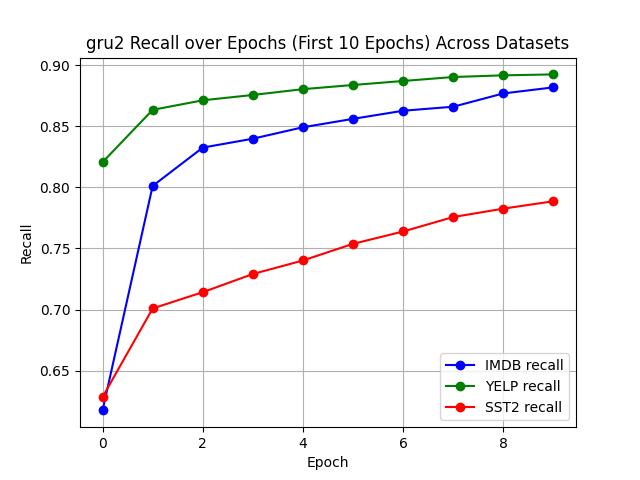 gru2 Recall over Epochs (First 10 Epochs) Across Datasets
0.90
0.85
0.80
0.75
0.70
0.65
Recall
0 2 4 6 8
Epoch
IMDB recall
YELP recall
SST2 recall